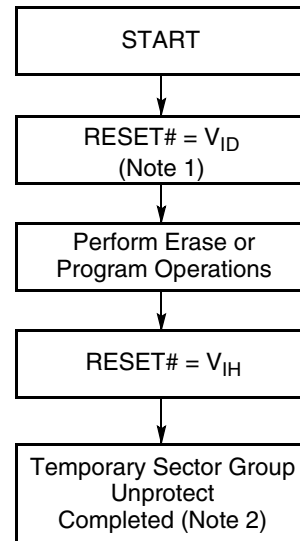 START
RESET# = V_ID
(Note 1)
Perform Erase or
Program Operations
RESET# = V_IH
Temporary Sector Group
Unprotect
Completed (Note 2)